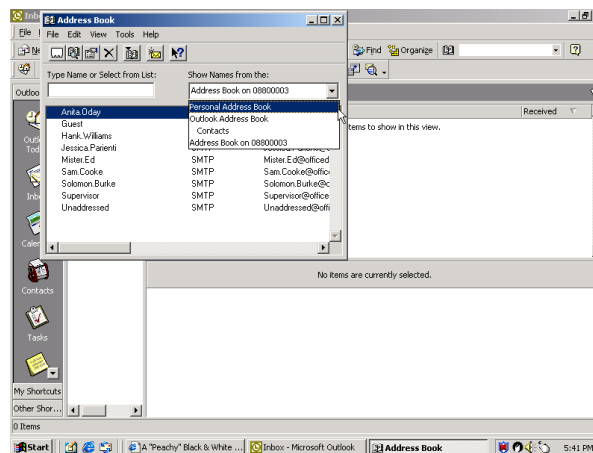 Address Book
File Edit View Tools Help
Find Organize
Type Name or Select from List:
Show Names from the:
Address Book on 08800003
Personal Address Book
Outlook Address Book
Contacts
Address Book on 08800003
Received
items to show in this view.
Anita.Oday
Guest
Hank.Williams
Jessica.Parienti
Mister.Ed SMTP Mister.Ed@officed
Sam.Cooke SMTP Sam.Cooke@office
Solomon.Burke SMTP Solomon.Burke@c
Supervisor SMTP Supervisor@office
Unaddressed SMTP Unaddressed@offi
No items are currently selected.
Contacts
Tasks
My Shortcuts
Other Shor...
0 Items
Start
A "Peachy" Black & White ...
Inbox - Microsoft Outlook
Address Book
5:41 PM